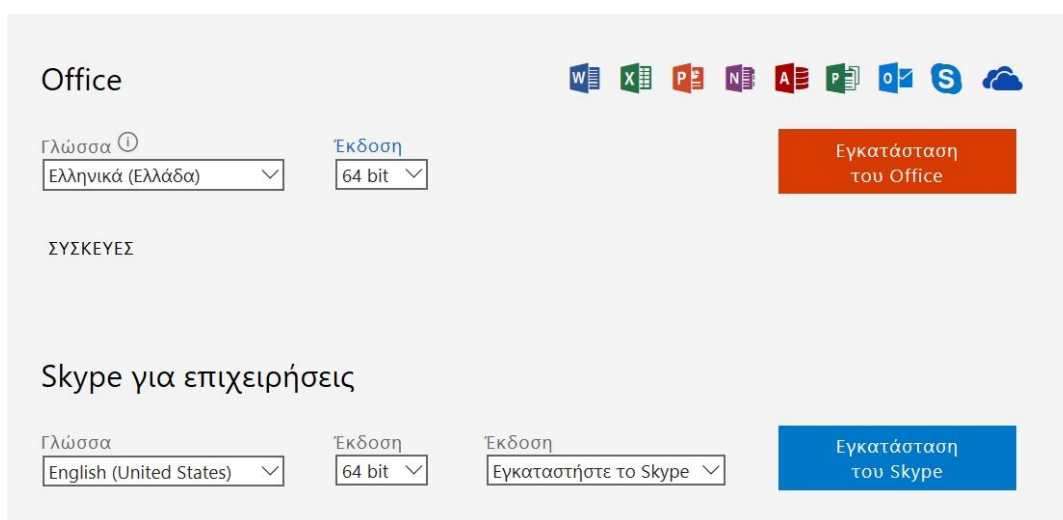 Office
W X P N A P O S
Γλώσσα Έκδοση
Ελληνικά (Ελλάδα) 64 bit
Εγκατάσταση
του Office
ΣΥΣΚΕΥΕΣ
Skype για επιχειρήσεις
Γλώσσα Έκδοση Έκδοση
English (United States) 64 bit Εγκαταστήστε το Skype
Εγκατάσταση
του Skype